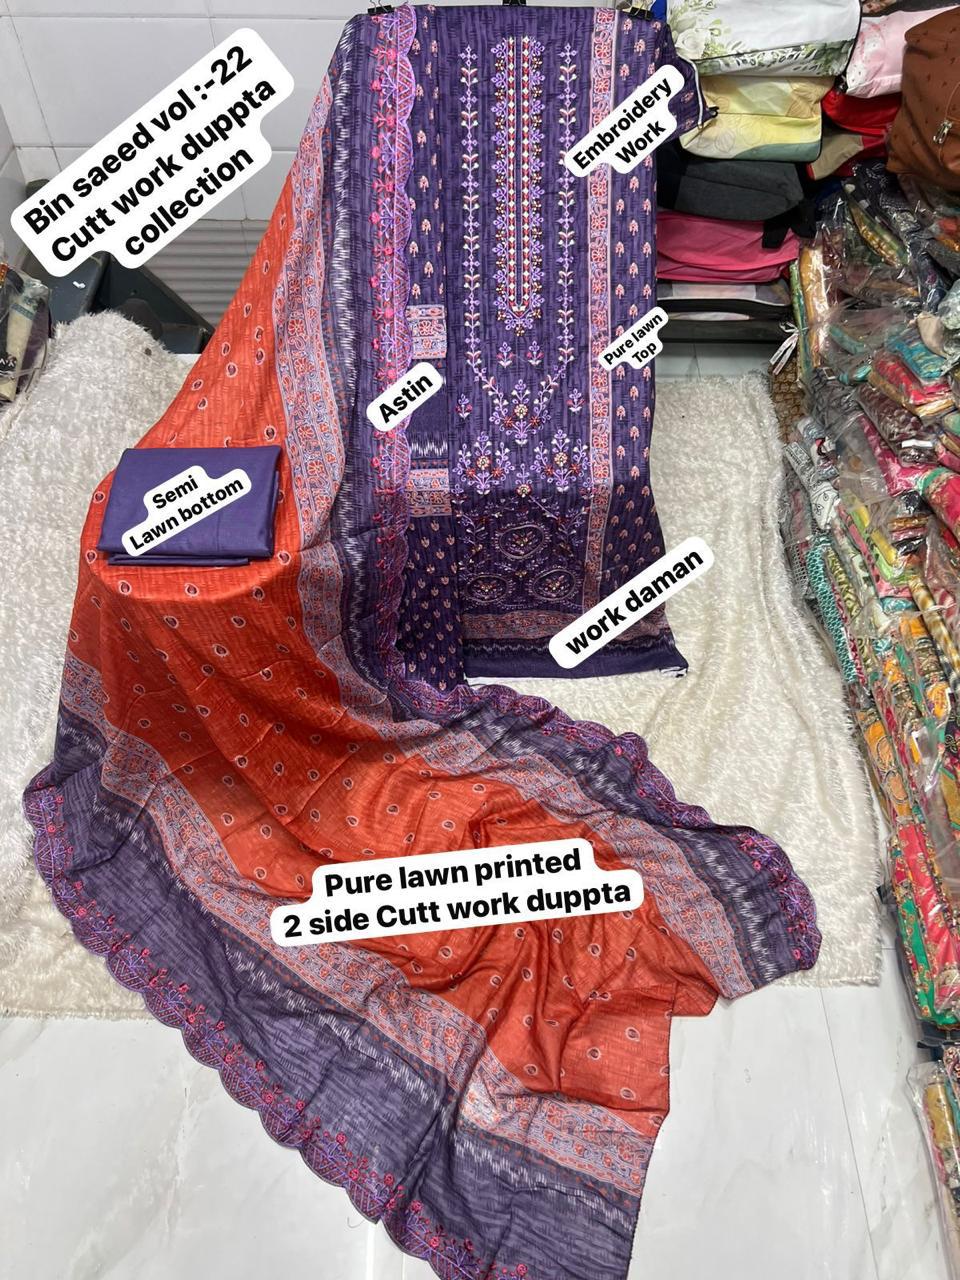 Bin saeed vol :-22
Cutt work duppta
collection
Embroidery
Work
Pure lawn
Top
Astin
Semi
Lawn bottom
work daman
Pure lawn printed
2 side Cutt work duppta